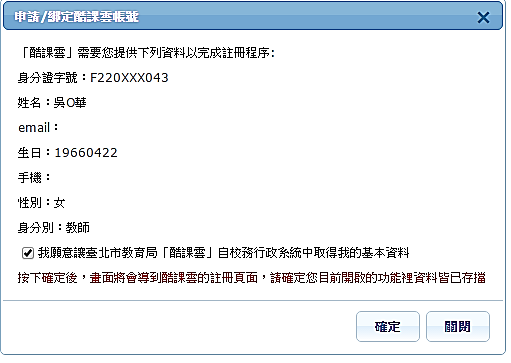 申請/綁定酷課雲帳號
「酷課雲」需要您提供下列資料以完成註冊程序:
身分證字號：F220XXX043
姓名：吳O華
email：
生日：19660422
手機：
性別：女
身分別：教師
我願意讓臺北市教育局「酷課雲」自校務行政系統中取得我的基本資料
按下確定後，畫面將會導到酷課雲的註冊頁面，請確定您目前開啟的功能裡資料皆已存擋
確定
關閉